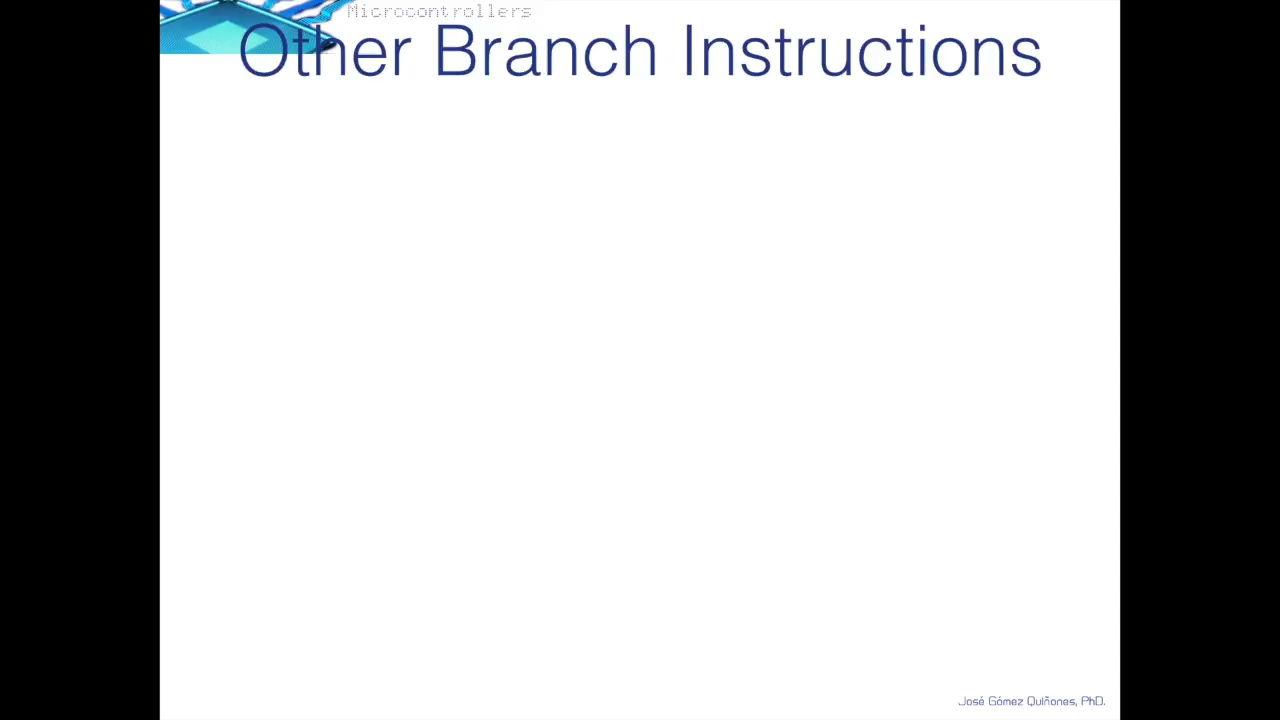 Microcontrollers
Other Branch Instructions
José Gómez Quiñones, PhD.